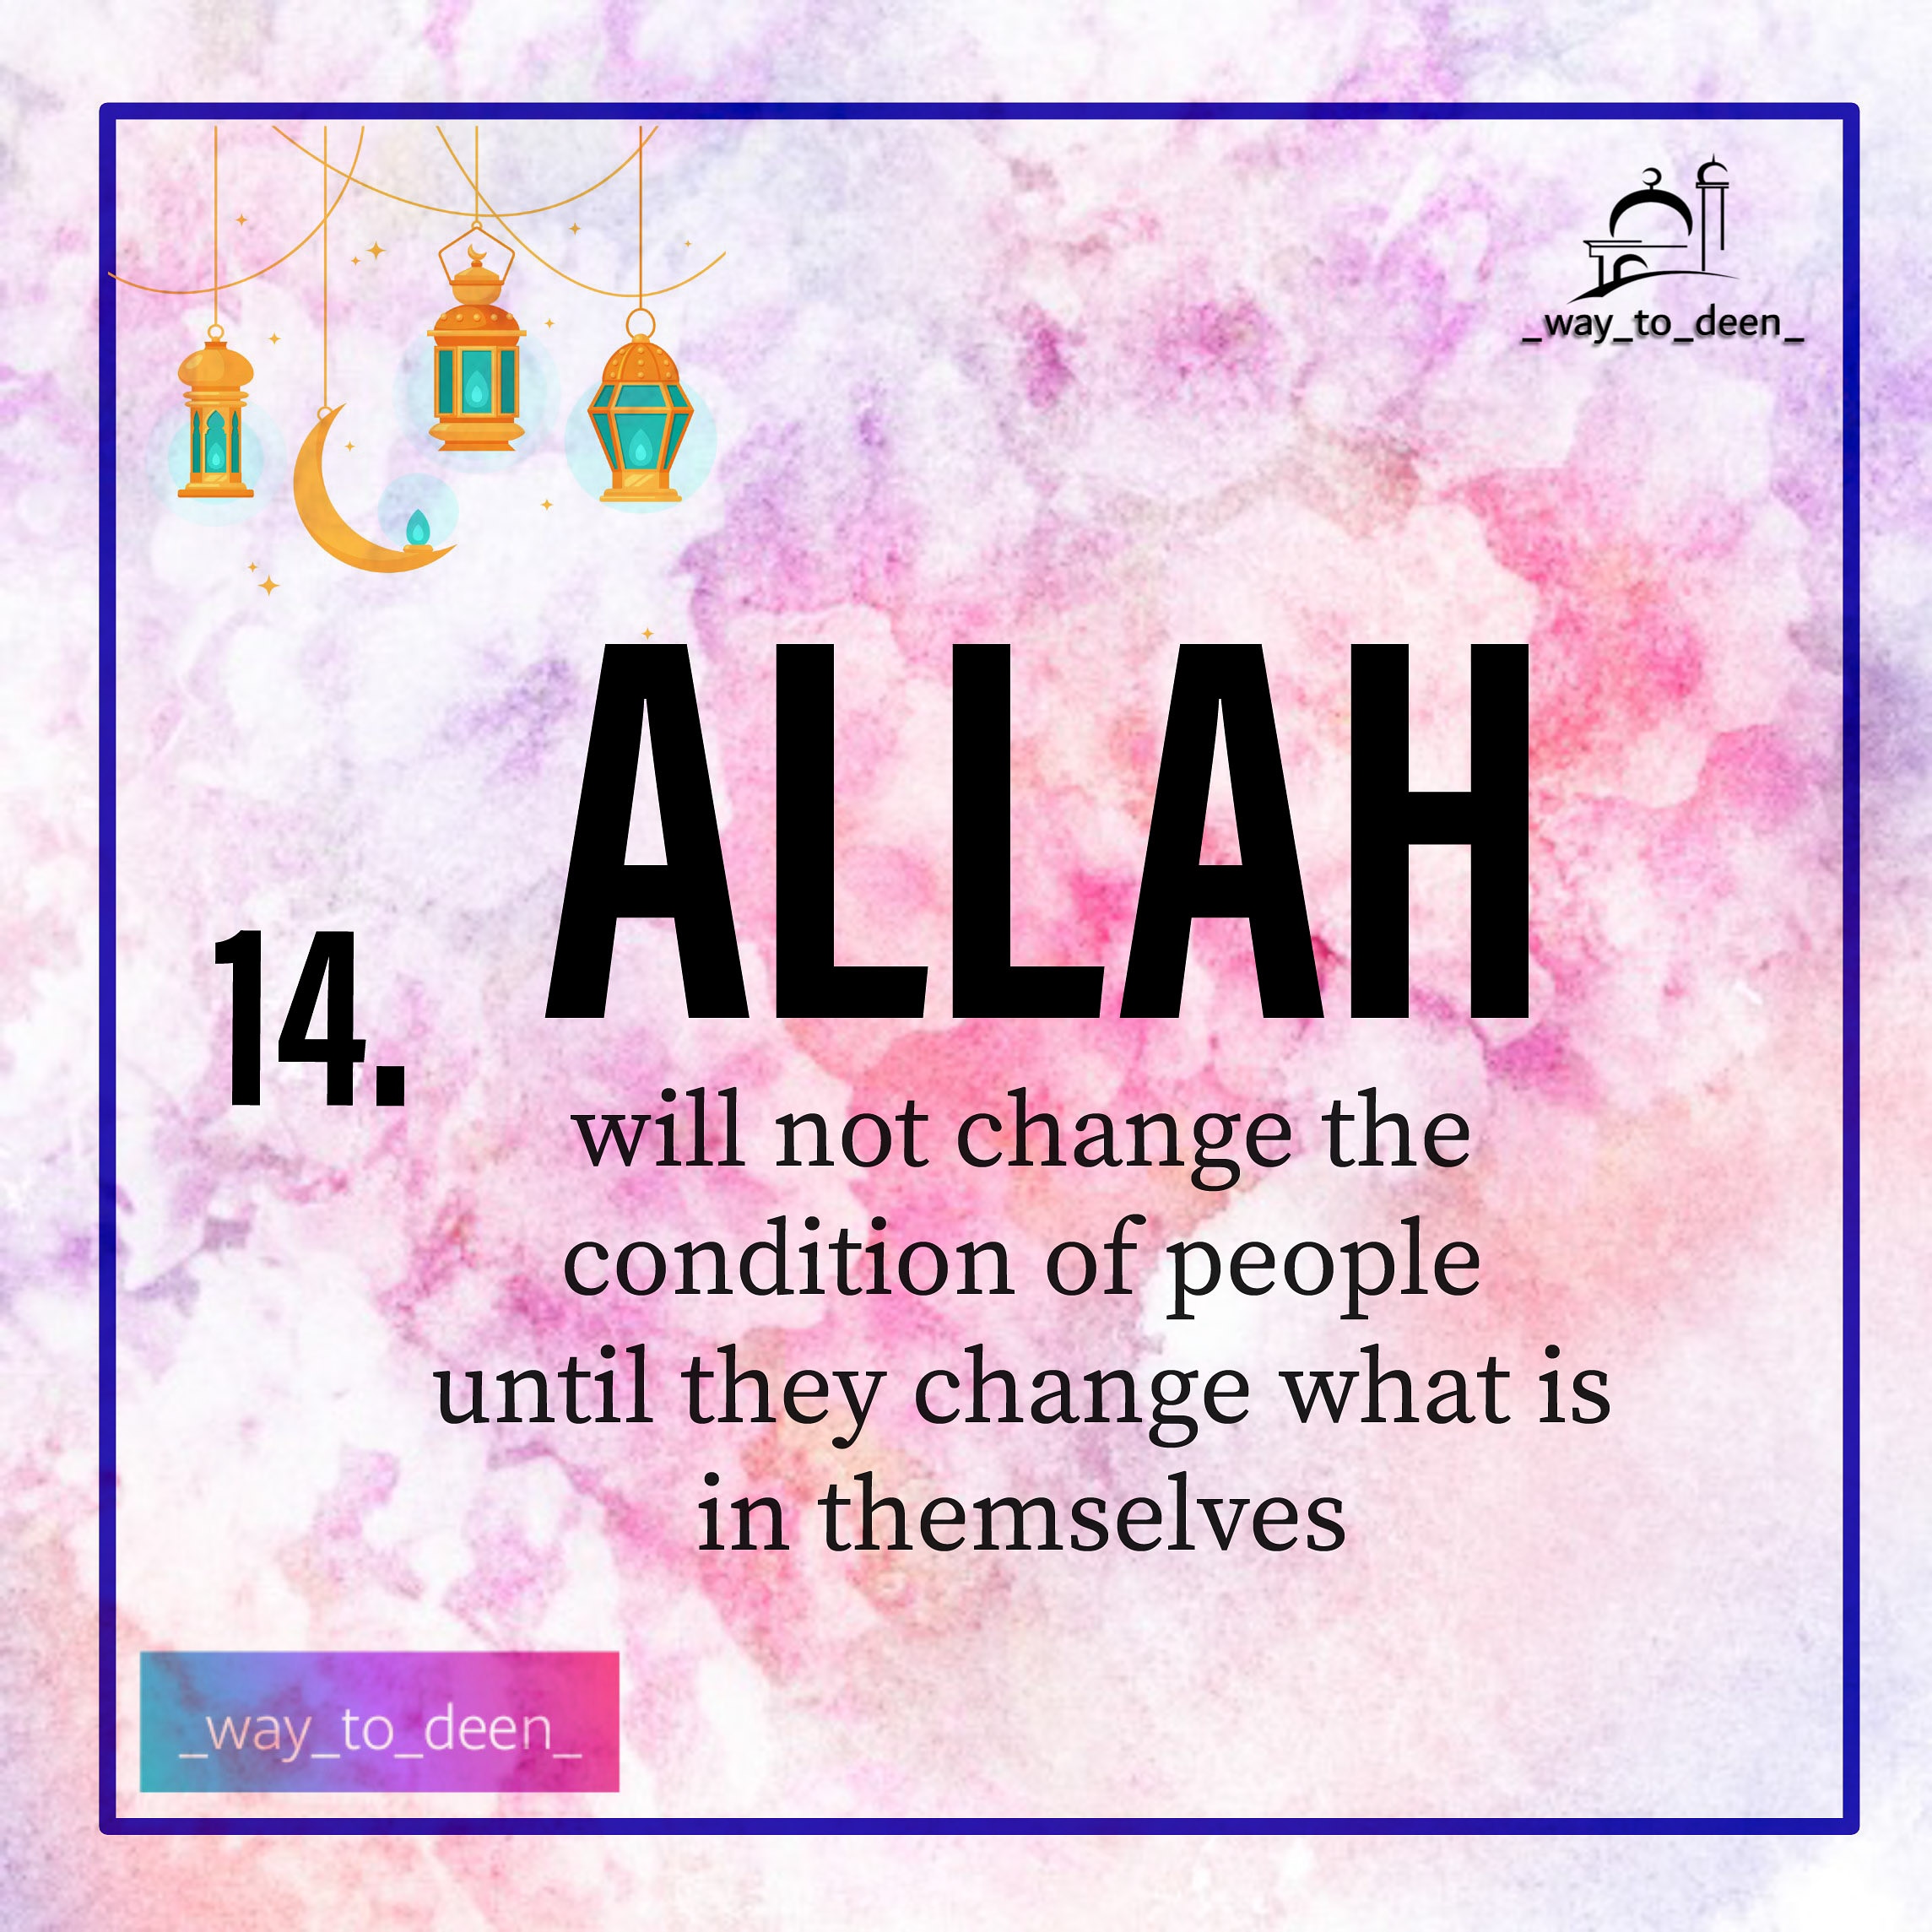 _way_to_deen_
ALLAH
14.
will not change the
condition of people
until they change what is
in themselves
_way_to_deen_